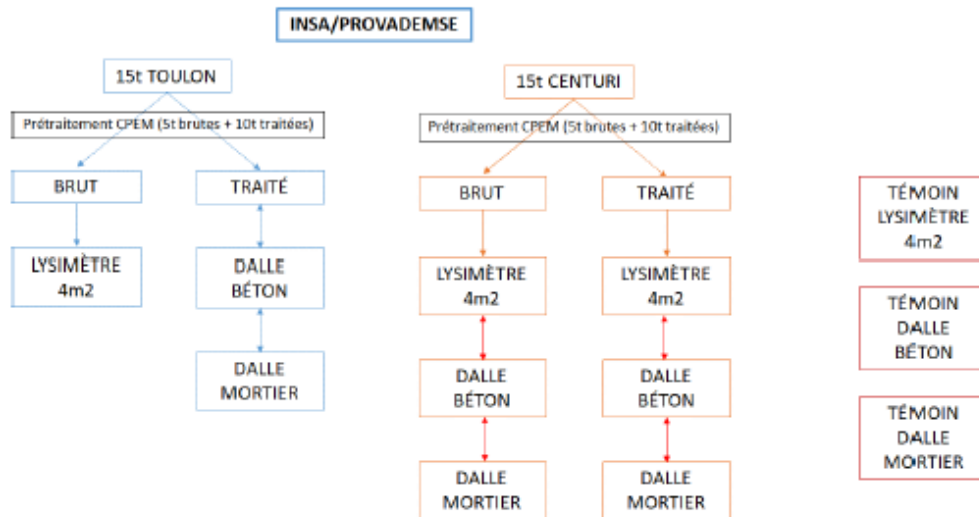 INSA/PROVADEMSE
15t TOULON
Prétraitement CPEM (5t brutes + 10t traitées)
BRUT
TRAITÉ
LYSIMÈTRE
4m2
DALLE
BÉTON
DALLE
MORTIER
15t CENTURI
Prétraitement CPEM (5t brutes + 10t traitées)
BRUT
TRAITÉ
LYSIMÈTRE
4m2
LYSIMÈTRE
4m2
DALLE
BÉTON
DALLE
BÉTON
DALLE
MORTIER
DALLE
MORTIER
TÉMOIN
LYSIMÈTRE
4m2
TÉMOIN
DALLE
BÉTON
TÉMOIN
DALLE
MORTIER